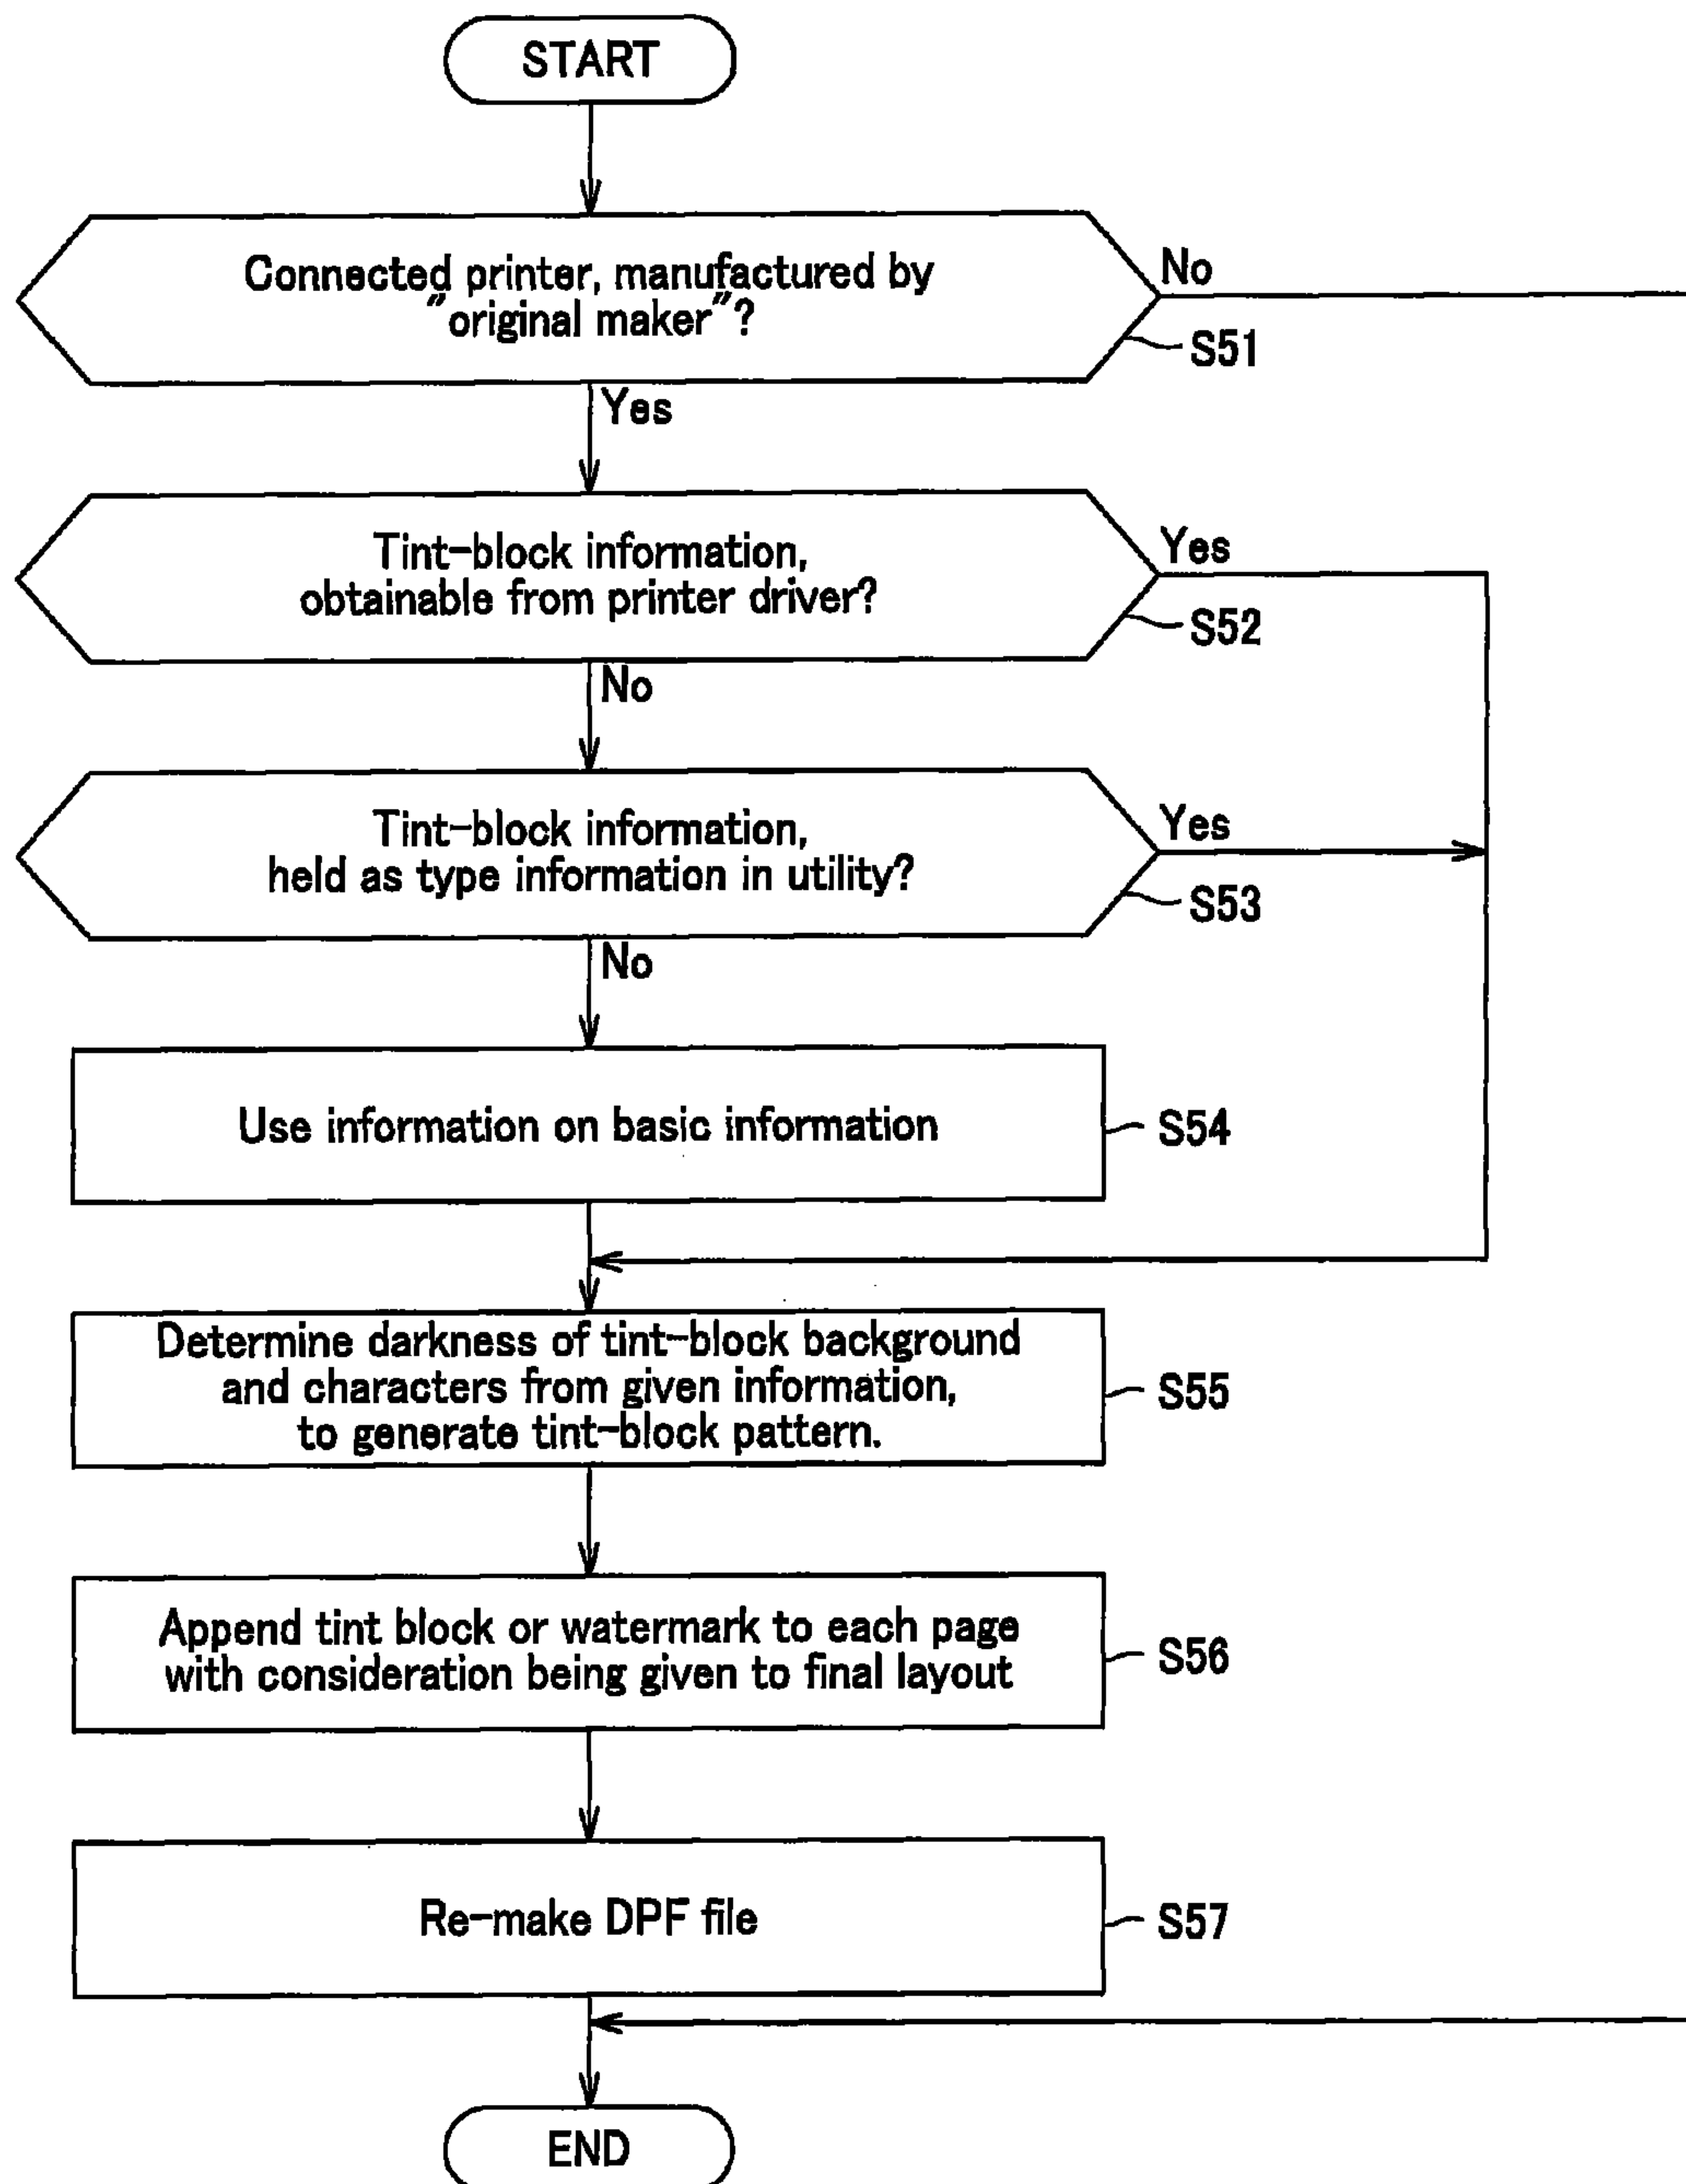 START
Connected printer, manufactured by
"original maker"?
No
S51
Yes
Tint-block information,
obtainable from printer driver?
Yes
S52
No
Tint-block information,
held as type information in utility?
Yes
S53
No
Use information on basic information
S54
Determine darkness of tint-block background
and characters from given information,
to generate tint-block pattern.
S55
Append tint block or watermark to each page
with consideration being given to final layout
S56
Re-make DPF file
S57
END